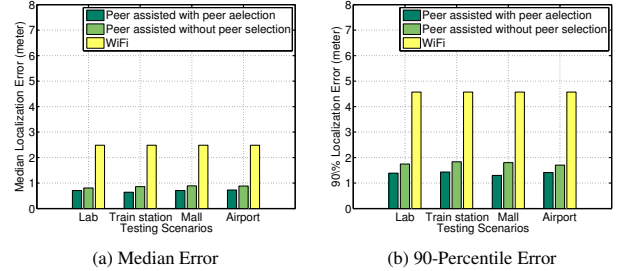 Median Localization Error (meter)
8
7
6
5
4
3
2
1
0
Peer assisted with peer aelection
Peer assisted without peer selection
WiFi
Lab Train station Mall Airport
Testing Scenarios
(a) Median Error
90\% Localization Error (meter)
8
7
6
5
4
3
2
1
0
Peer assisted with peer aelection
Peer assisted without peer selection
WiFi
Lab Train station Mall Airport
Testing Scenarios
(b) 90-Percentile Error